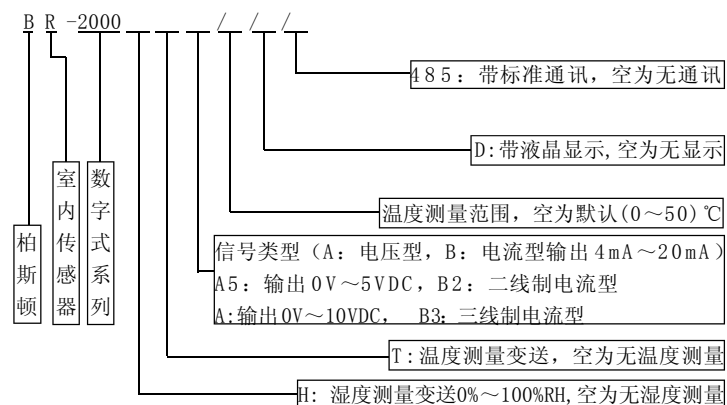 BR-2000 / / /
485：带标准通讯，空为无通讯
D:带液晶显示,空为无显示
温度测量范围，空为默认(0～50)℃
信号类型（A：电压型，B：电流型输出4mA～20mA）
A5：输出0V～5VDC，B2：二线制电流型
A:输出0V～10VDC， B3：三线制电流型
T:温度测量变送，空为无温度测量
H: 湿度测量变送0%～100%RH,空为无湿度测量
柏斯顿
室内传感器
数字式系列